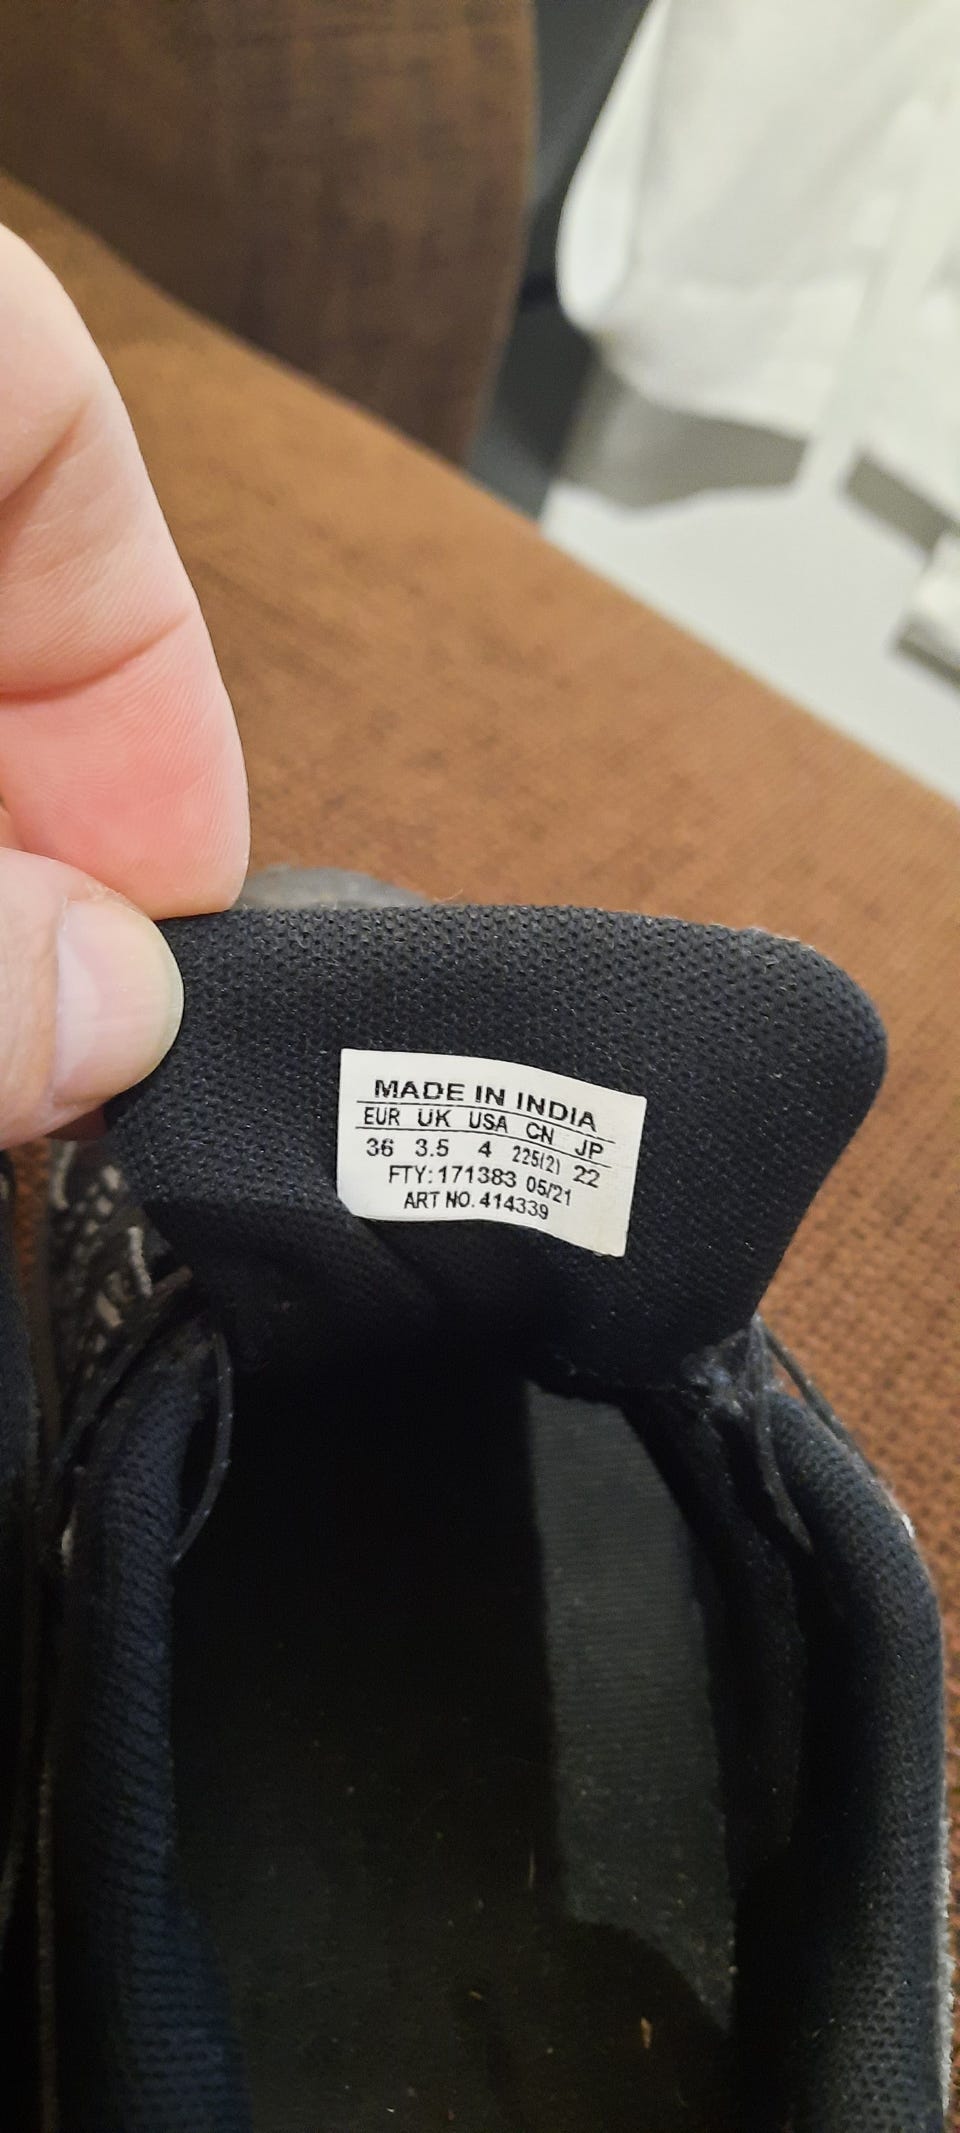 MADE IN INDIA
EUR UK USA CN JP
36 3.5 4 225(2) 22
FTY: 171383 05/21
ART NO. 414339